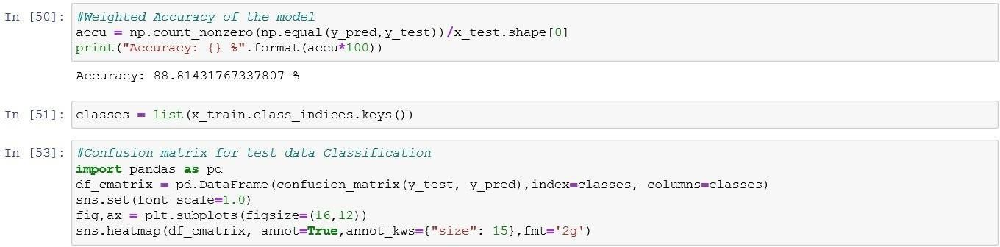 In [50]: #Weighted Accuracy of the model
accu = np.count_nonzero(np.equal(y_pred,y_test))/x_test.shape[0]
print("Accuracy: {} %".format(accu*100))
Accuracy: 88.81431767337807 %
In [51]: classes = list(x_train.class_indices.keys())
In [53]: #Confusion matrix for test data Classification
import pandas as pd
df_cmatrix = pd.DataFrame(confusion_matrix(y_test, y_pred),index=classes, columns=classes)
sns.set(font_scale=1.0)
fig,ax = plt.subplots(figsize=(16,12))
sns.heatmap(df_cmatrix, annot=True,annot_kws={"size": 15},fmt='2g')